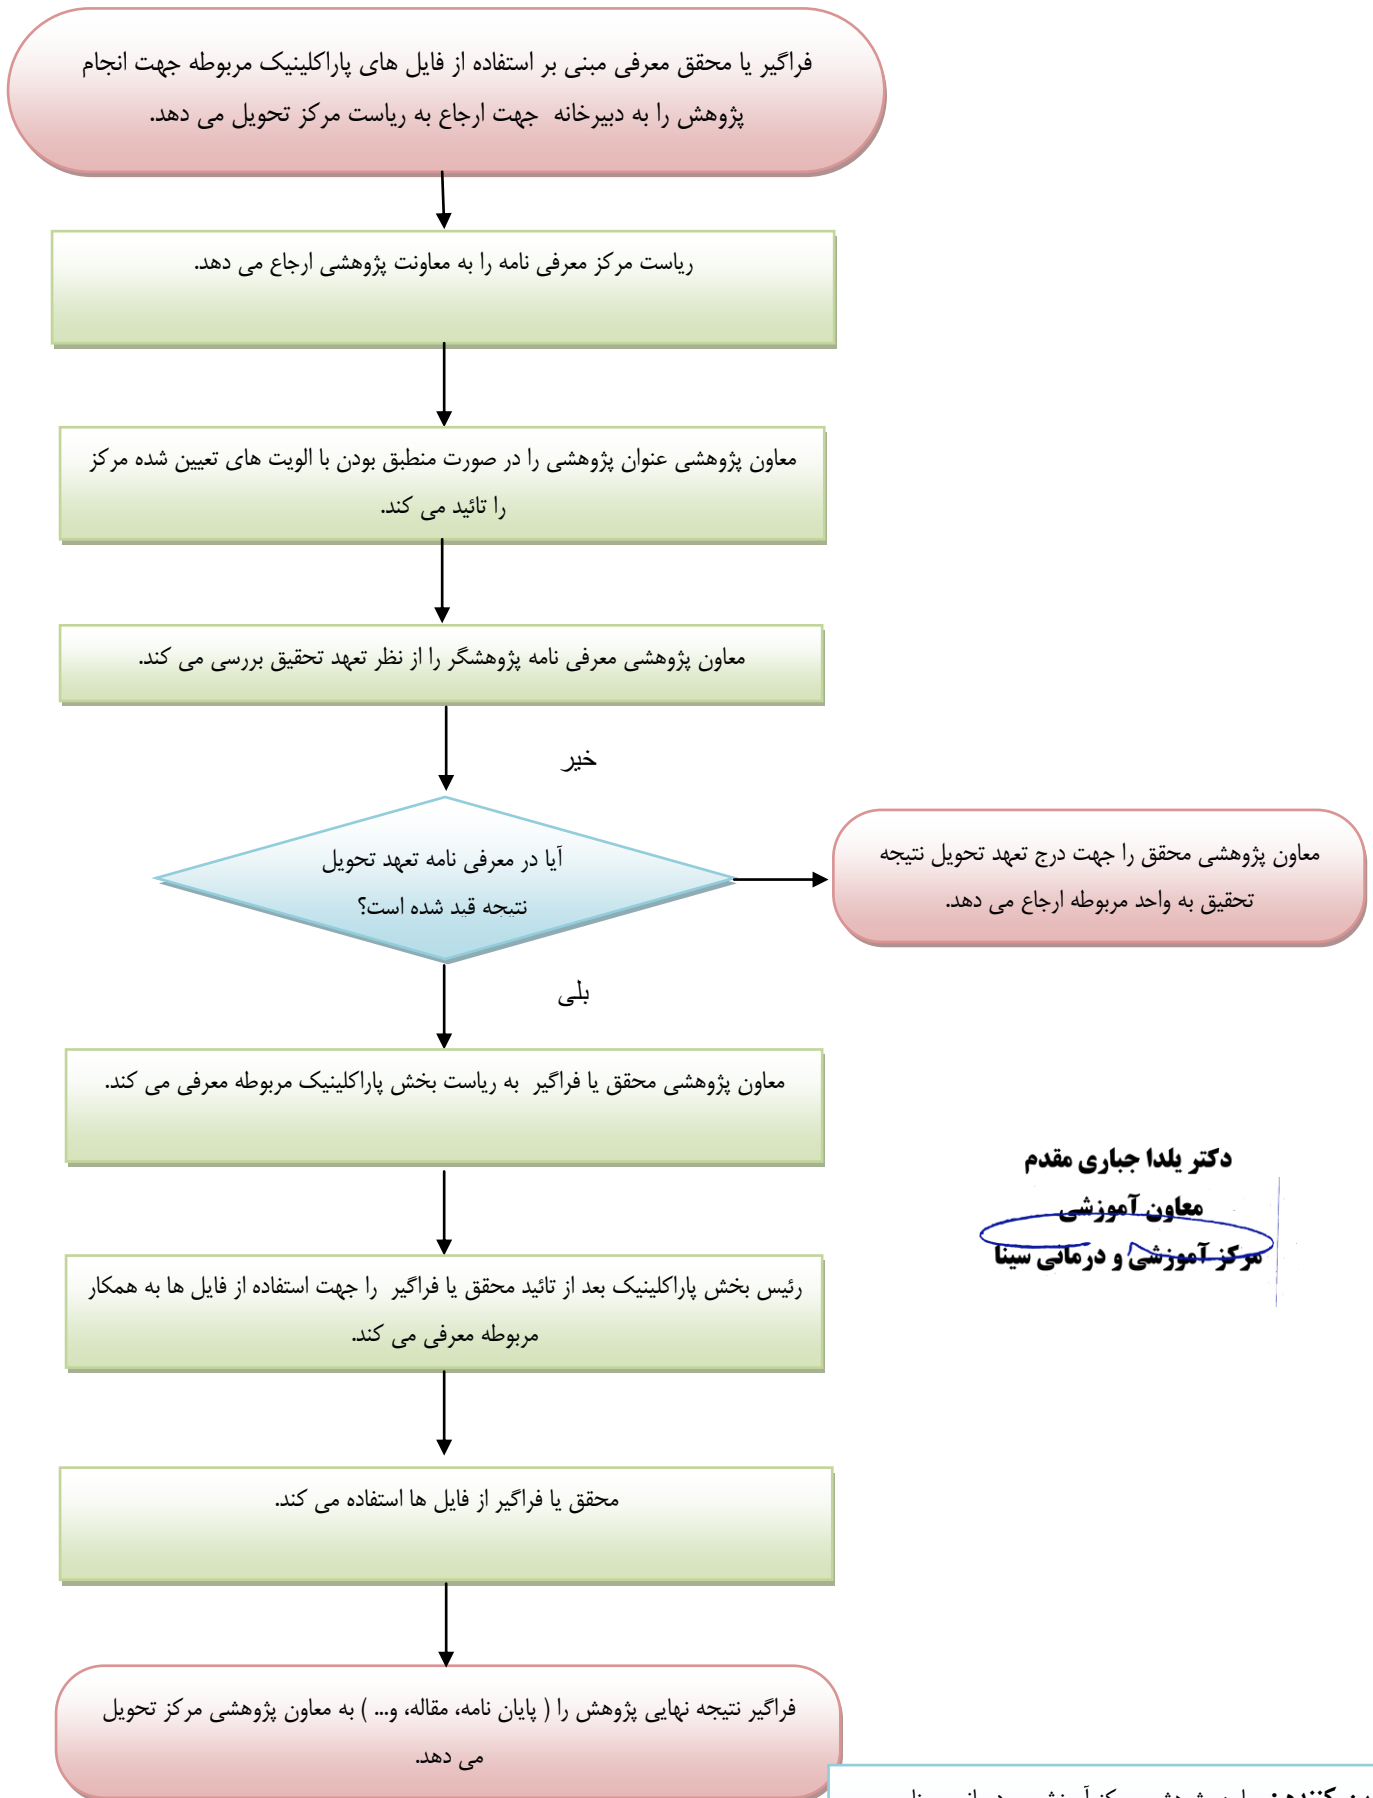 فراگیر یا محقق معرفی مبنی بر استفاده از فایل های پاراکلینیک مربوطه جهت انجام
پژوهش را به دبیرخانه جهت ارجاع به ریاست مرکز تحویل می دهد.
ریاست مرکز معرفی نامه را به معاونت پژوهشی ارجاع می دهد.
معاون پژوهشی عنوان پژوهشی را در صورت منطبق بودن با الویت های تعیین شده مرکز
را تائید می کند.
معاون پژوهشی معرفی نامه پژوهشگر را از نظر تعهد تحقیق بررسی می کند.
خیر
آیا در معرفی نامه تعهد تحویل
نتیجه قید شده است؟
معاون پژوهشی محقق را جهت درج تعهد تحویل نتیجه
تحقیق به واحد مربوطه ارجاع می دهد.
بلی
معاون پژوهشی محقق یا فراگیر به ریاست بخش پاراکلینیک مربوطه معرفی می کند.
دکتر یلدا جباری مقدم
معاون آموزشی
مرکز آموزشی و درمانی سینا
رئیس بخش پاراکلینیک بعد از تائید محقق یا فراگیر را جهت استفاده از فایل ها به همکار
مربوطه معرفی می کند.
محقق یا فراگیر از فایل ها استفاده می کند.
فراگیر نتیجه نهایی پژوهش را ( پایان نامه، مقاله، و... ) به معاون پژوهشی مرکز تحویل
می دهد.